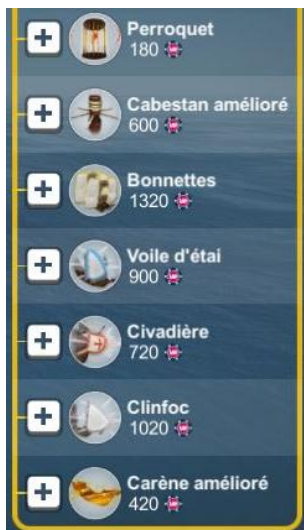 Perroquet
180
Cabestan amélioré
600
Bonnettes
1320
Voile d'étai
900
Civadière
720
Clinfoc
1020
Carène amélioré
420